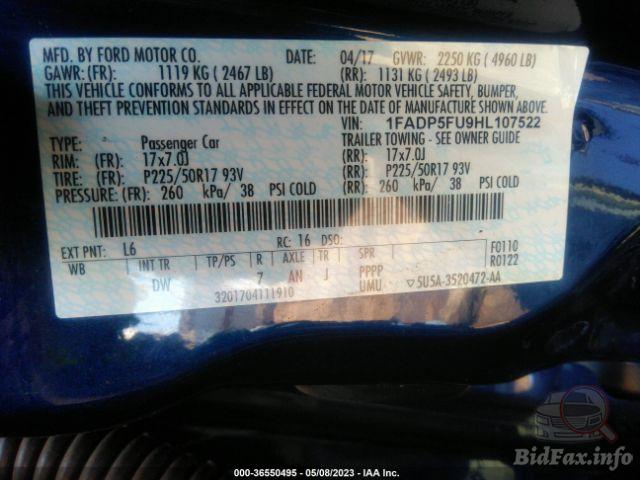 MFD. BY FORD MOTOR CO. DATE: 04/17 GVWR: 2250 KG (4960 LB)
GAWR:(FR): 1119 KG (2467 LB) (RR): 1131 KG (2493 LB)
THIS VEHICLE CONFORMS TO ALL APPLICABLE FEDERAL MOTOR VEHICLE SAFETY, BUMPER,
AND THEFT PREVENTION STANDARDS IN EFFECT ON THE DATE OF MANUFACTURE SHOWN ABOVE.
VIN: 1FADP5FU9HL107522
TYPE: Passenger Car TRAILER TOWING - SEE OWNER GUIDE
RIM: (FR): 17x7.0J (RR): 17x7.0J
TIRE: (FR): P225/50R17 93V (RR): P225/50R17 93V
PRESSURE: (FR): 260 kPa/ 38 PSI COLD (RR): 260 kPa/ 38 PSI COLD
EXT PNT: L6 RC: 16 DSO: F0110
WB INT TR TP/PS R AXLE TR SPR R0122
DW 7 AN J PPPP
3201704111910 UMU ▽5U5A-3520472-AA
BidFax.info
000-36550495 - 05/08/2023 - IAA Inc.